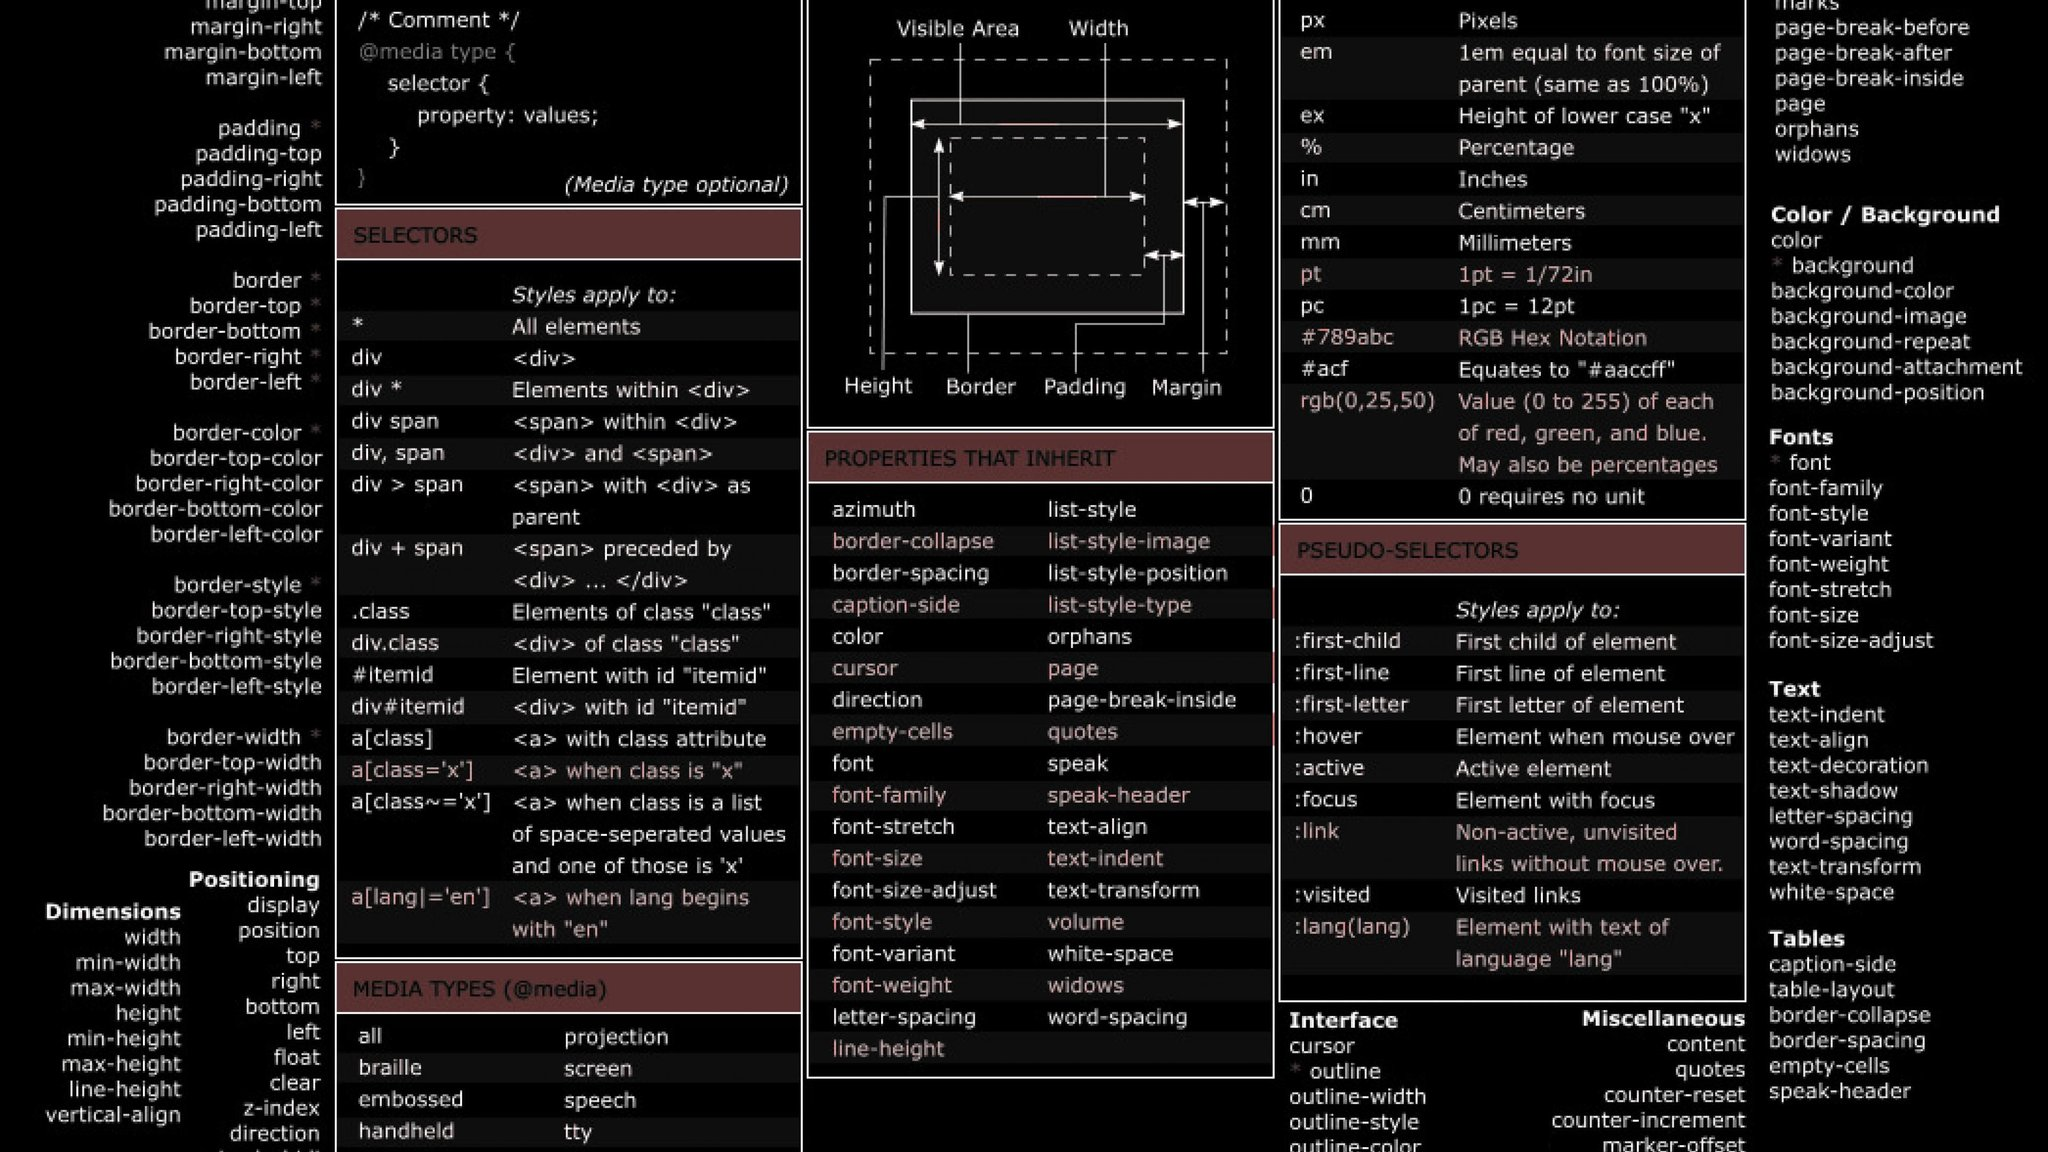 margin-top
margin-right
margin-bottom
margin-left
padding *
padding-top
padding-right
padding-bottom
padding-left
border *
border-top *
border-bottom *
border-right *
border-left *
border-color *
border-top-color
border-right-color
border-bottom-color
border-left-color
border-style *
border-top-style
border-right-style
border-bottom-style
border-left-style
border-width *
border-top-width
border-right-width
border-bottom-width
border-left-width
Dimensions
width
min-width
max-width
height
min-height
max-height
line-height
vertical-align
Positioning
display
position
top
right
bottom
left
float
clear
z-index
direction
/* Comment */
@media type {
selector {
property: values;
}
}
(Media type optional)
SELECTORS
Styles apply to:
* All elements
div <div>
div * Elements within <div>
div span <span> within <div>
div, span <div> and <span>
div > span <span> with <div> as
parent
div + span <span> preceded by
<div> ... </div>
.class Elements of class "class"
div.class <div> of class "class"
#itemid Element with id "itemid"
div#itemid <div> with id "itemid"
a[class] <a> with class attribute
a[class='x'] <a> when class is "x"
a[class~='x'] <a> when class is a list
of space-seperated values
and one of those is 'x'
a[lang|='en'] <a> when lang begins
with "en"
MEDIA TYPES (@media)
all projection
braille screen
embossed speech
handheld tty
Visible Area Width
Height Border Padding Margin
PROPERTIES THAT INHERIT
azimuth list-style
border-collapse list-style-image
border-spacing list-style-position
caption-side list-style-type
color orphans
cursor page
direction page-break-inside
empty-cells quotes
font speak
font-family speak-header
font-stretch text-align
font-size text-indent
font-size-adjust text-transform
font-style volume
font-variant white-space
font-weight widows
letter-spacing word-spacing
line-height
px Pixels
em 1em equal to font size of
parent (same as 100%)
ex Height of lower case "x"
% Percentage
in Inches
cm Centimeters
mm Millimeters
pt 1pt = 1/72in
pc 1pc = 12pt
#789abc RGB Hex Notation
#acf Equates to "#aaccff"
rgb(0,25,50) Value (0 to 255) of each
of red, green, and blue.
May also be percentages
0 0 requires no unit
PSEUDO-SELECTORS
Styles apply to:
:first-child First child of element
:first-line First line of element
:first-letter First letter of element
:hover Element when mouse over
:active Active element
:focus Element with focus
:link Non-active, unvisited
links without mouse over.
:visited Visited links
:lang(lang) Element with text of
language "lang"
Interface
cursor
* outline
outline-width
outline-style
outline-color
Miscellaneous
content
quotes
counter-reset
counter-increment
marker-offset
marks
page-break-before
page-break-after
page-break-inside
page
orphans
widows
Color / Background
color
* background
background-color
background-image
background-repeat
background-attachment
background-position
Fonts
* font
font-family
font-style
font-variant
font-weight
font-stretch
font-size
font-size-adjust
Text
text-indent
text-align
text-decoration
text-shadow
letter-spacing
word-spacing
text-transform
white-space
Tables
caption-side
table-layout
border-collapse
border-spacing
empty-cells
speak-header